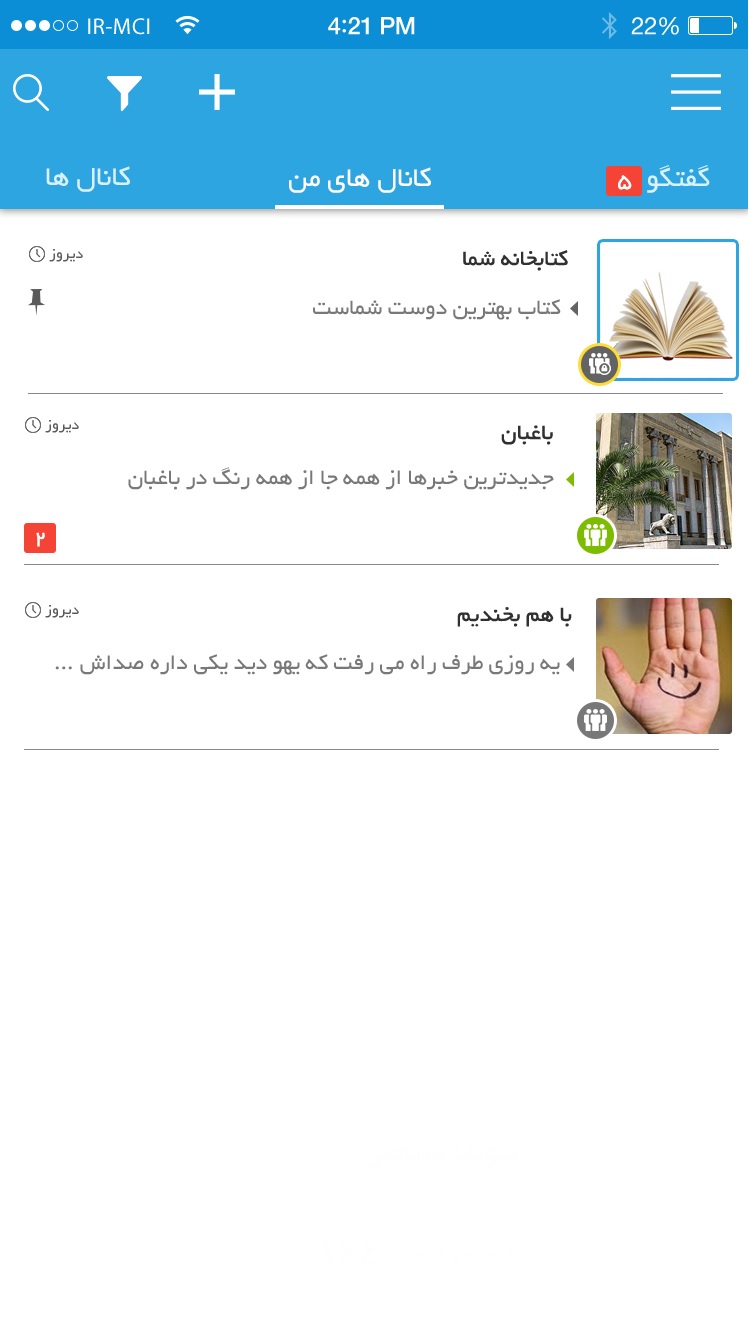 IR-MCI 4:21 PM 22%
گفتگو ۵ کانال های من کانال ها
کتابخانه شما دیروز
کتاب بهترین دوست شماست
باغبان دیروز
جدیدترین خبرها از همه جا از همه رنگ در باغبان
۲
با هم بخندیم دیروز
یه روزی طرف راه می رفت که یهو دید یکی داره صداش ...